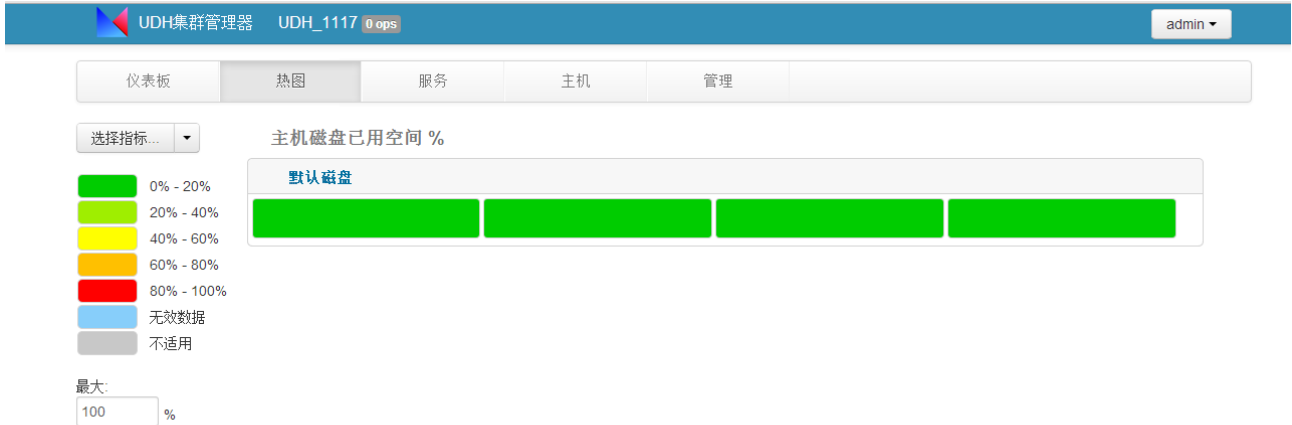 UDH集群管理器 UDH_1117 0 ops admin
仪表板 热图 服务 主机 管理
选择指标... 主机磁盘已用空间 %
默认磁盘
0% - 20%
20% - 40%
40% - 60%
60% - 80%
80% - 100%
无效数据
不适用
最大:
100 %